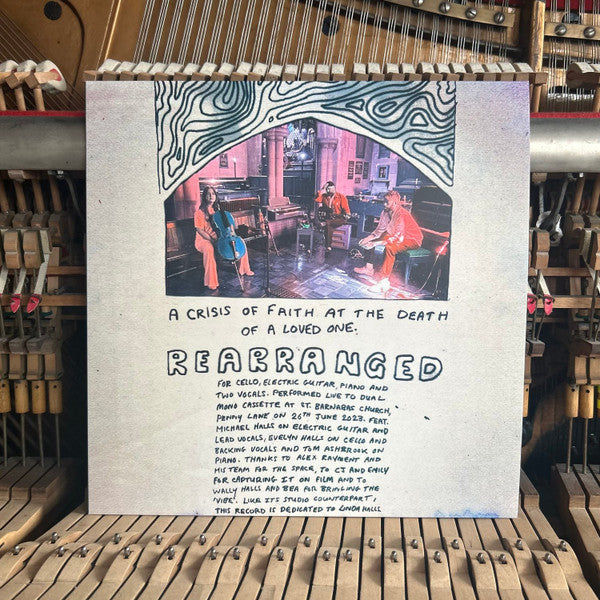 A CRISIS OF FAITH AT THE DEATH
OF A LOVED ONE.
REARRANGED
FOR CELLO, ELECTRIC GUITAR, PIANO AND
TWO VOCALS. PERFORMED LIVE TO DUAL
MONO CASSETTE AT ST. BARNABAS CHURCH,
PENNY LANE ON 26TH JUNE 2023. FEAT.
MICHAEL HALLS ON ELECTRIC GUITAR AND
LEAD VOCALS, EVELYN HALLS ON CELLO AND
BACKING VOCALS AND TOM ASHBROOK ON
PIANO. THANKS TO ALEX RAYMENT AND
HIS TEAM FOR THE SPACE, TO CJ AND EMILY
FOR CAPTURING IT ON FILM AND TO
WALLY HALLS AND BEA FOR BRINGING THE
'VIBE'. LIKE ITS STUDIO COUNTERPART,
THIS RECORD IS DEDICATED TO LINDA HALLS